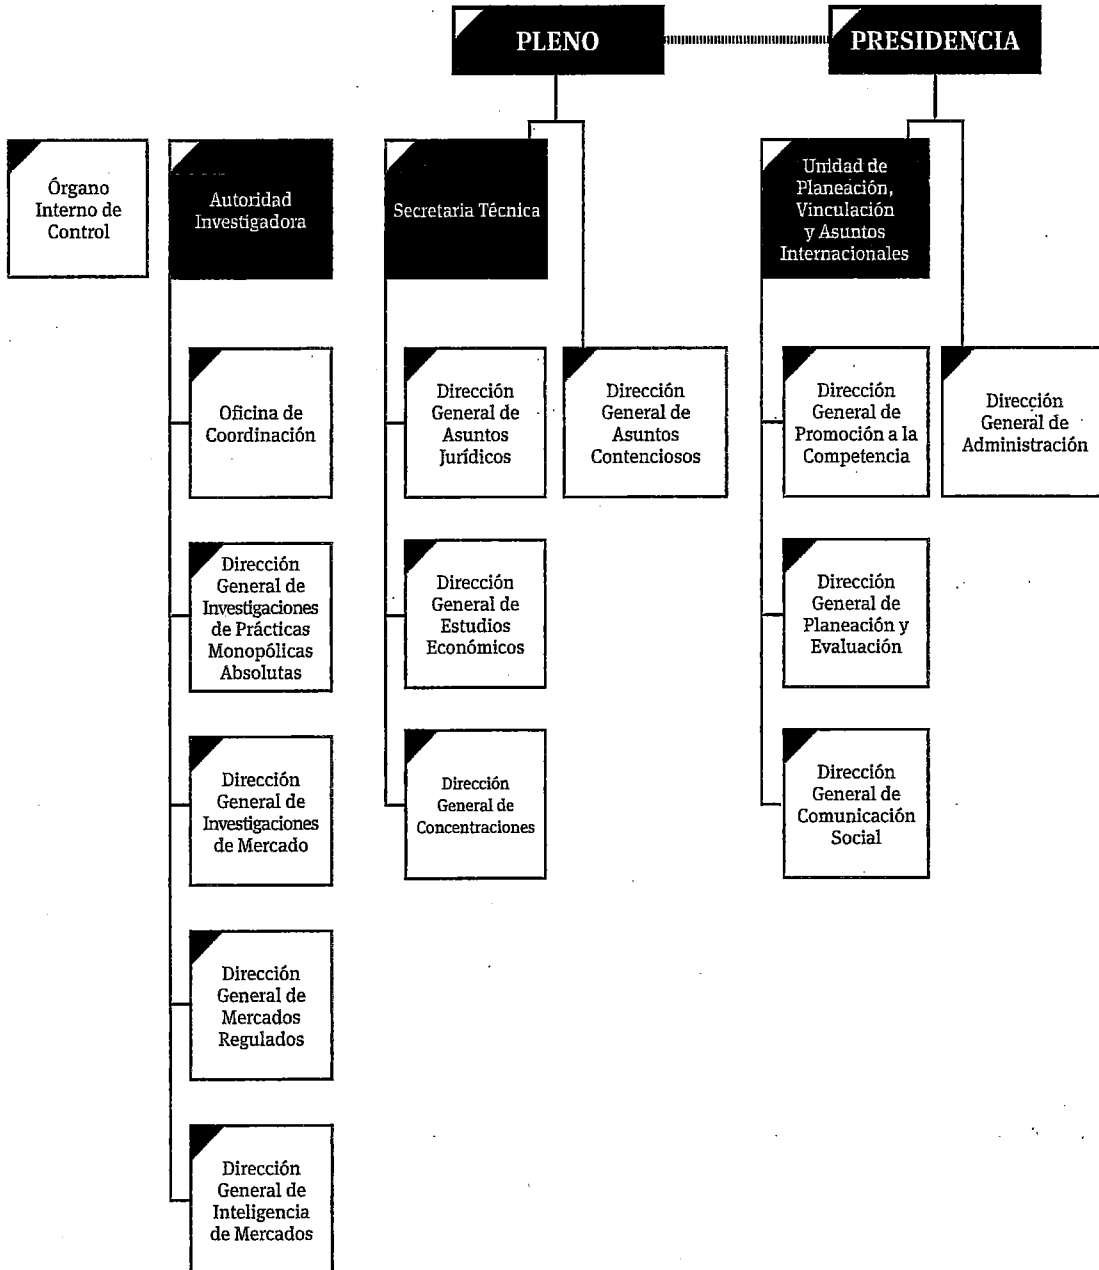 PLENO
PRESIDENCIA
Órgano
Interno de
Control
Autoridad
Investigadora
Secretaria Técnica
Unidad de
Planeación,
Vinculación
y Asuntos
Internacionales
Oficina de
Coordinación
Dirección
General de
Asuntos
Jurídicos
Dirección
General de
Asuntos
Contenciosos
Dirección
General de
Promoción a la
Competencia
Dirección
General de
Administración
Dirección
General de
Investigaciones
de Prácticas
Monopólicas
Absolutas
Dirección
General de
Estudios
Económicos
Dirección
General de
Planeación y
Evaluación
Dirección
General de
Investigaciones
de Mercado
Dirección
General de
Concentraciones
Dirección
General de
Comunicación
Social
Dirección
General de
Mercados
Regulados
Dirección
General de
Inteligencia
de Mercados